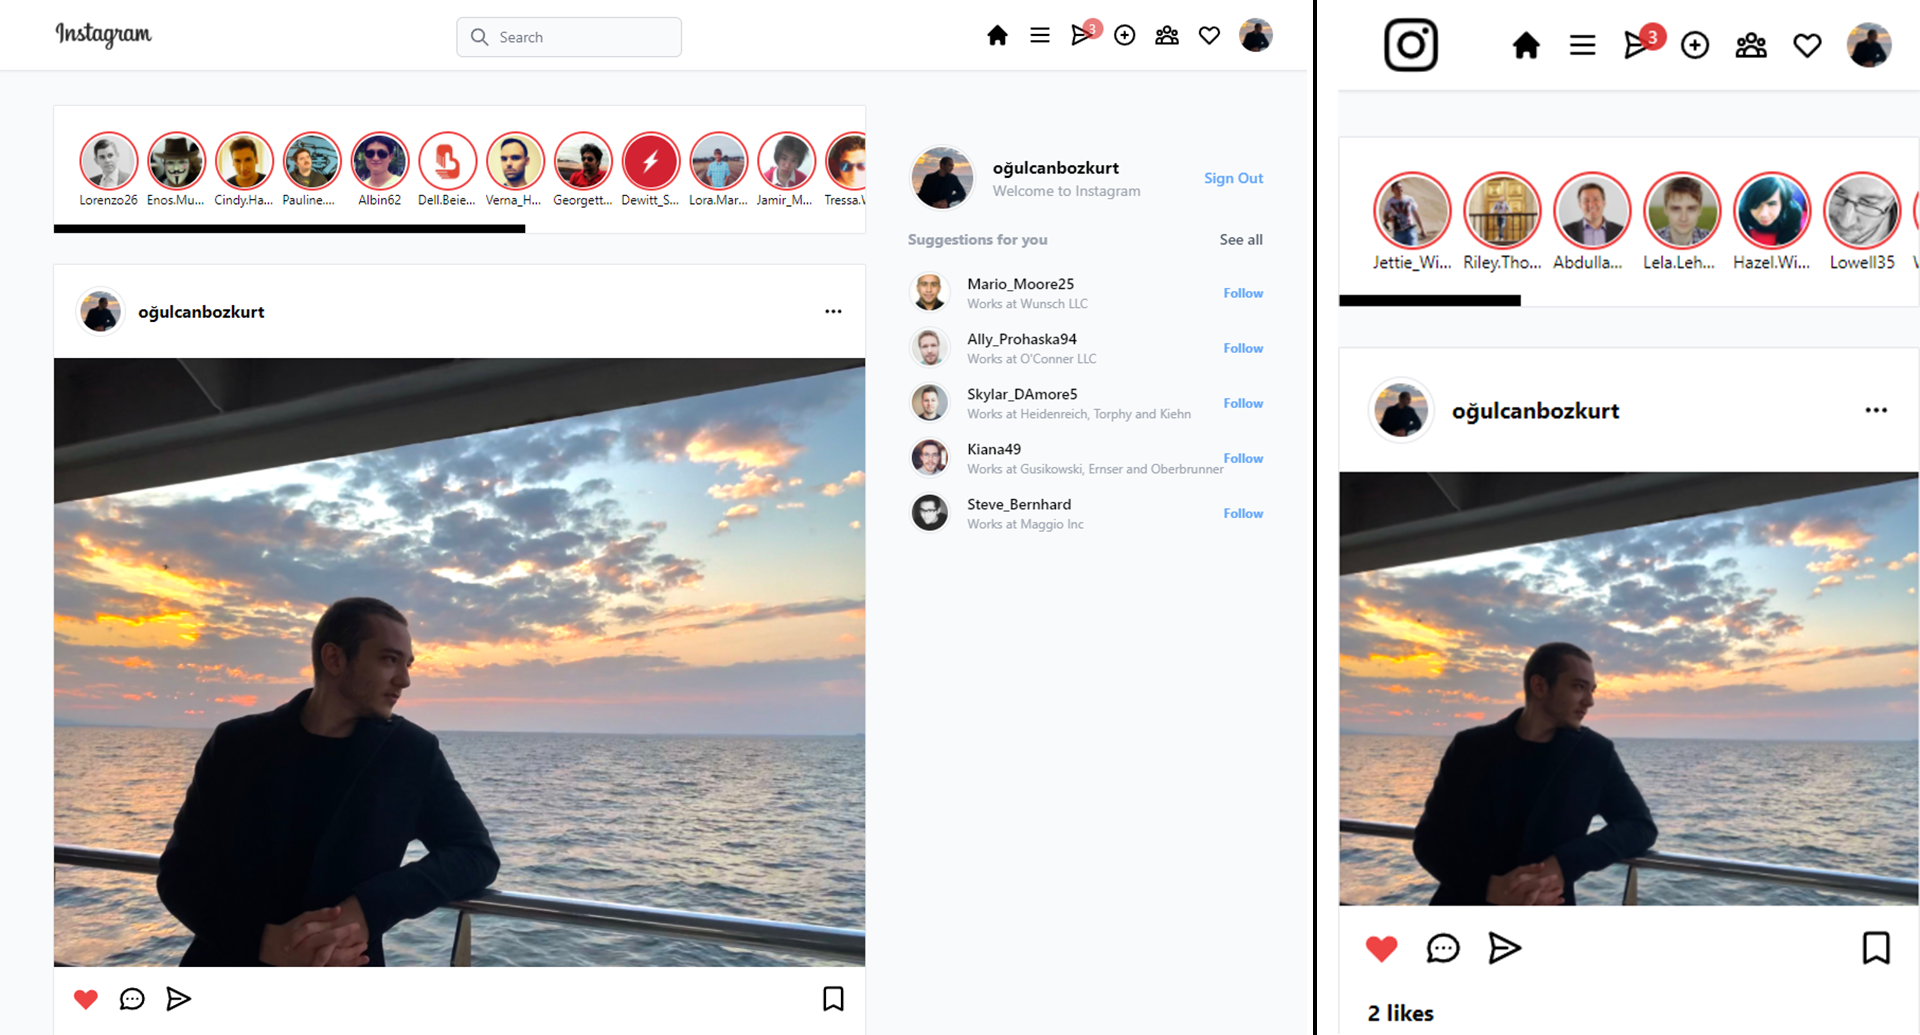 Instagram
Search
3
Lorenzo26 Enos.Mu... Cindy.Ha... Pauline.... Albin62 Dell.Beie... Verna_H... Georgett... Dewitt_S... Lora.Mar... Jamir_M... Tressa.
oğulcanbozkurt
Welcome to Instagram
Sign Out
Suggestions for you
See all
Mario_Moore25
Works at Wunsch LLC
Follow
Ally_Prohaska94
Works at O'Conner LLC
Follow
Skylar_DAmore5
Works at Heidenreich, Torphy and Kiehn
Follow
Kiana49
Works at Gusikowski, Ernser and Oberbrunner
Follow
Steve_Bernhard
Works at Maggio Inc
Follow
oğulcanbozkurt
3
Jettie_Wi... Riley.Tho... Abdulla... Lela.Leh... Hazel.Wi... Lowell35
oğulcanbozkurt
2 likes